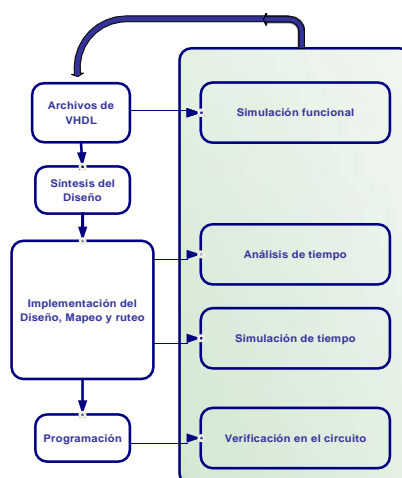 Archivos de
VHDL
Simulación funcional
Síntesis del
Diseño
Implementación del
Diseño, Mapeo y ruteo
Análisis de tiempo
Simulación de tiempo
Programación
Verificación en el circuito